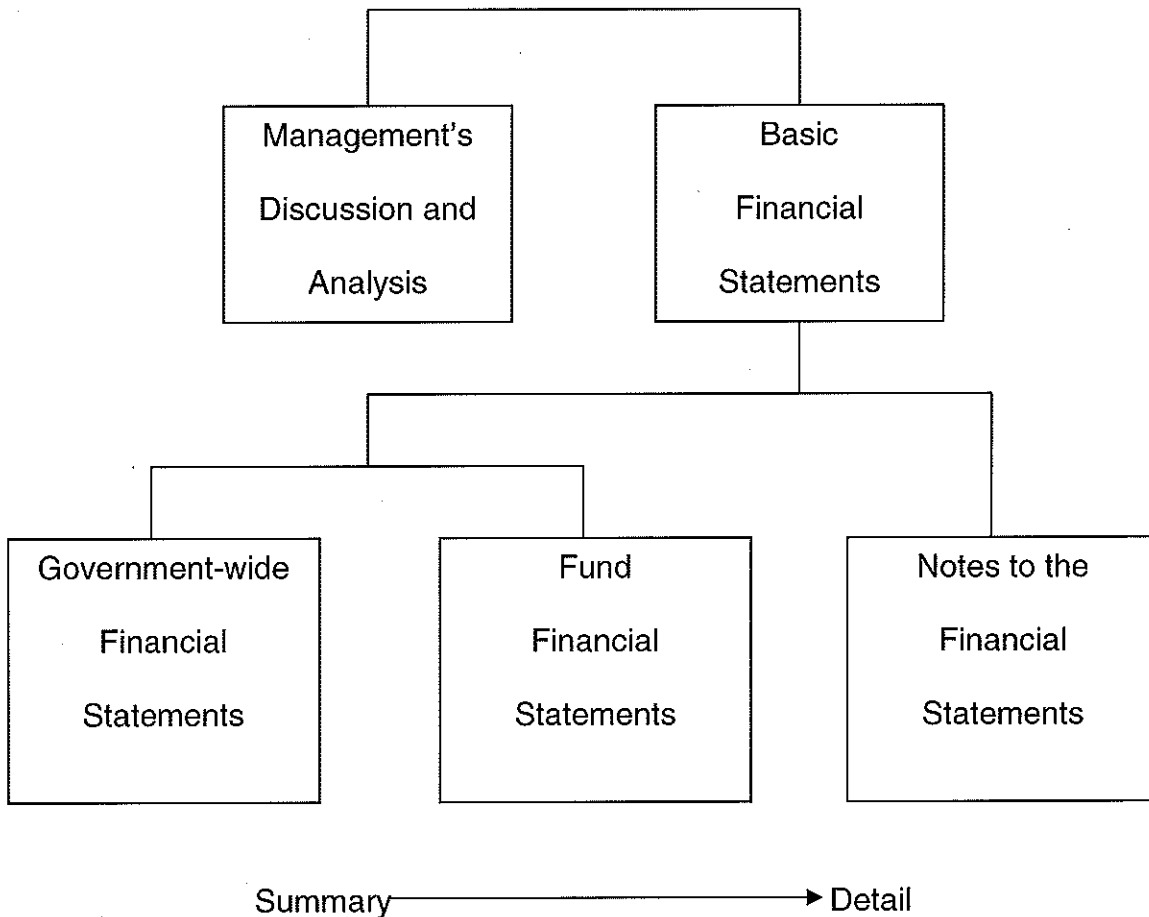 Management's
Discussion and
Analysis
Basic
Financial
Statements
Government-wide
Financial
Statements
Fund
Financial
Statements
Notes to the
Financial
Statements
Summary
Detail